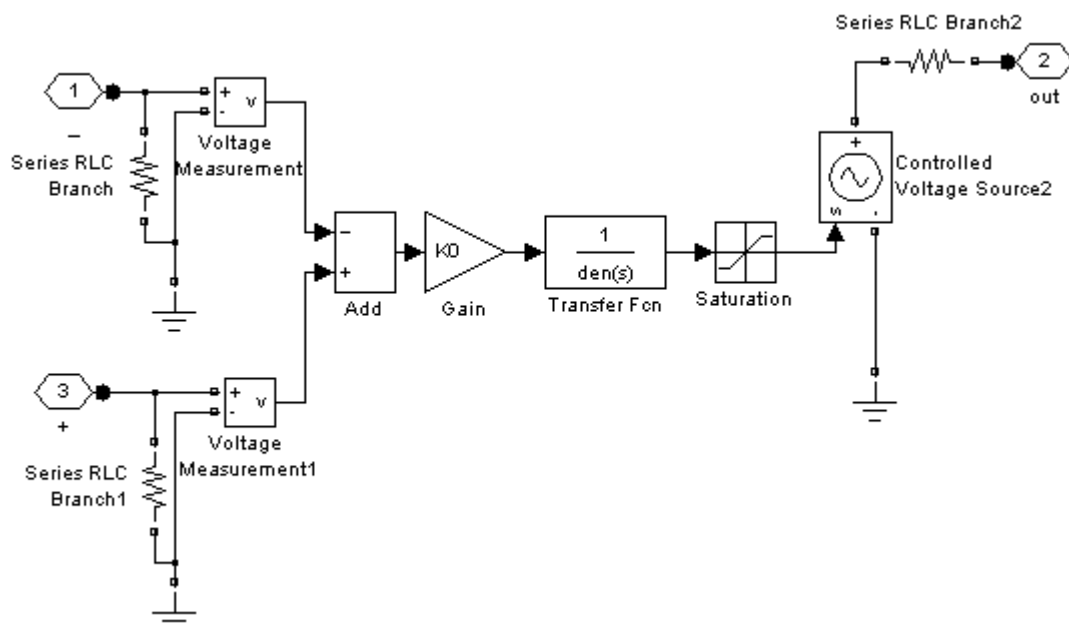 Series RLC Branch2
2
out
1
−
+
-
v
Voltage
Measurement
Series RLC
Branch
Controlled
Voltage Source2
+
s
-
−
+
Add
K0
Gain
1
den(s)
Transfer Fcn
Saturation
3
+
+
-
v
Voltage
Measurement1
Series RLC
Branch1